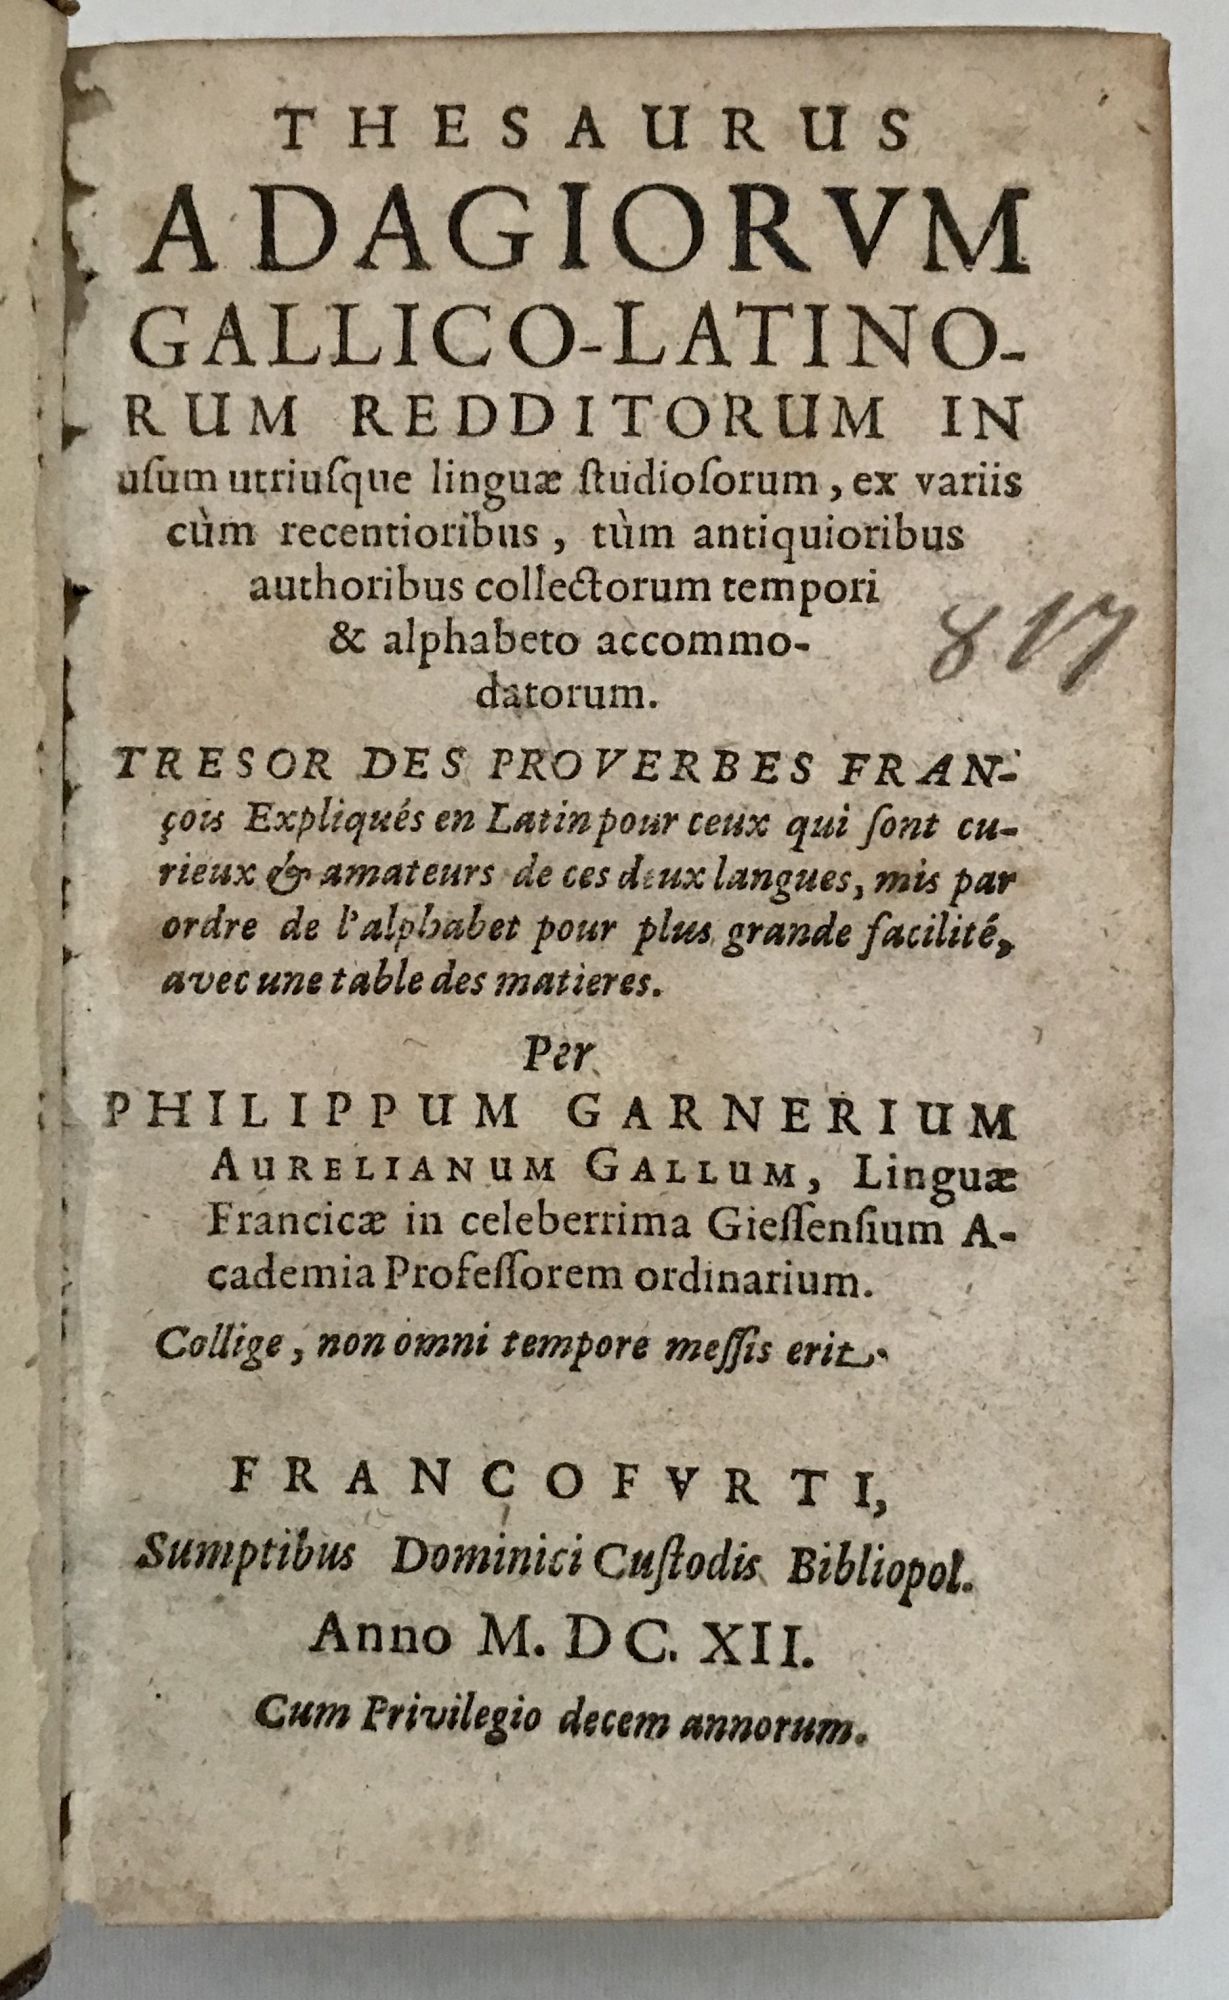 THESAURUS
ADAGIORVM
GALLICO-LATINO-
RUM REDDITORUM IN
uſum utriuſque linguæ ſtudioſorum, ex variis
cùm recentioribus, tùm antiquioribus
authoribus collectorum tempori
& alphabeto accommo-
datorum.
817
TRESOR DES PROVERBES FRAN-
çois Expliqués en Latin pour ceux qui ſont cu-
rieux & amateurs de ces deux langues, mis par
ordre de l'alphabet pour plus grande facilité,
avec une table des matieres.
Per
PHILIPPUM GARNERIUM
AURELIANUM GALLUM, Linguæ
Francicæ in celeberrima Gieſſenſium A-
cademia Profeſſorem ordinarium.
Collige, non omni tempore meſſis erit.
FRANCOFVRTI,
Sumptibus Dominici Cuſtodis Bibliopol.
Anno M. DC. XII.
Cum Privilegio decem annorum.